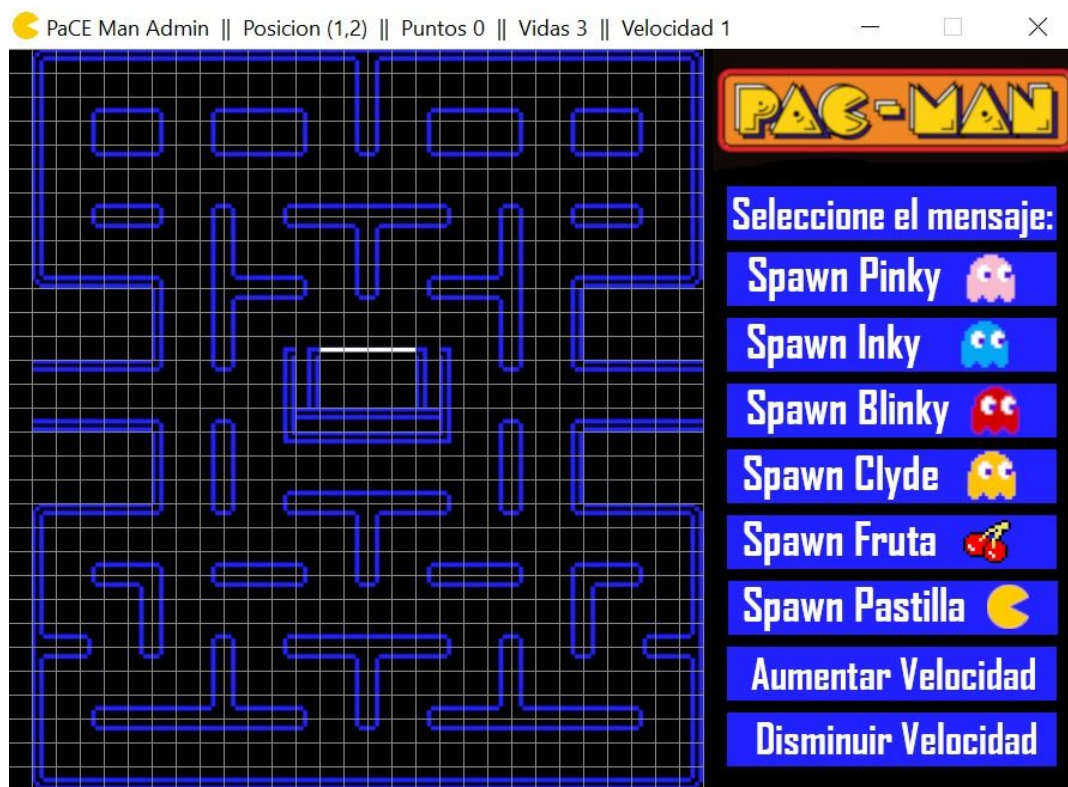 PaCE Man Admin || Posicion (1,2) || Puntos 0 || Vidas 3 || Velocidad 1
PAC-MAN
Seleccione el mensaje:
Spawn Pinky
Spawn Inky
Spawn Blinky
Spawn Clyde
Spawn Fruta
Spawn Pastilla
Aumentar Velocidad
Disminuir Velocidad